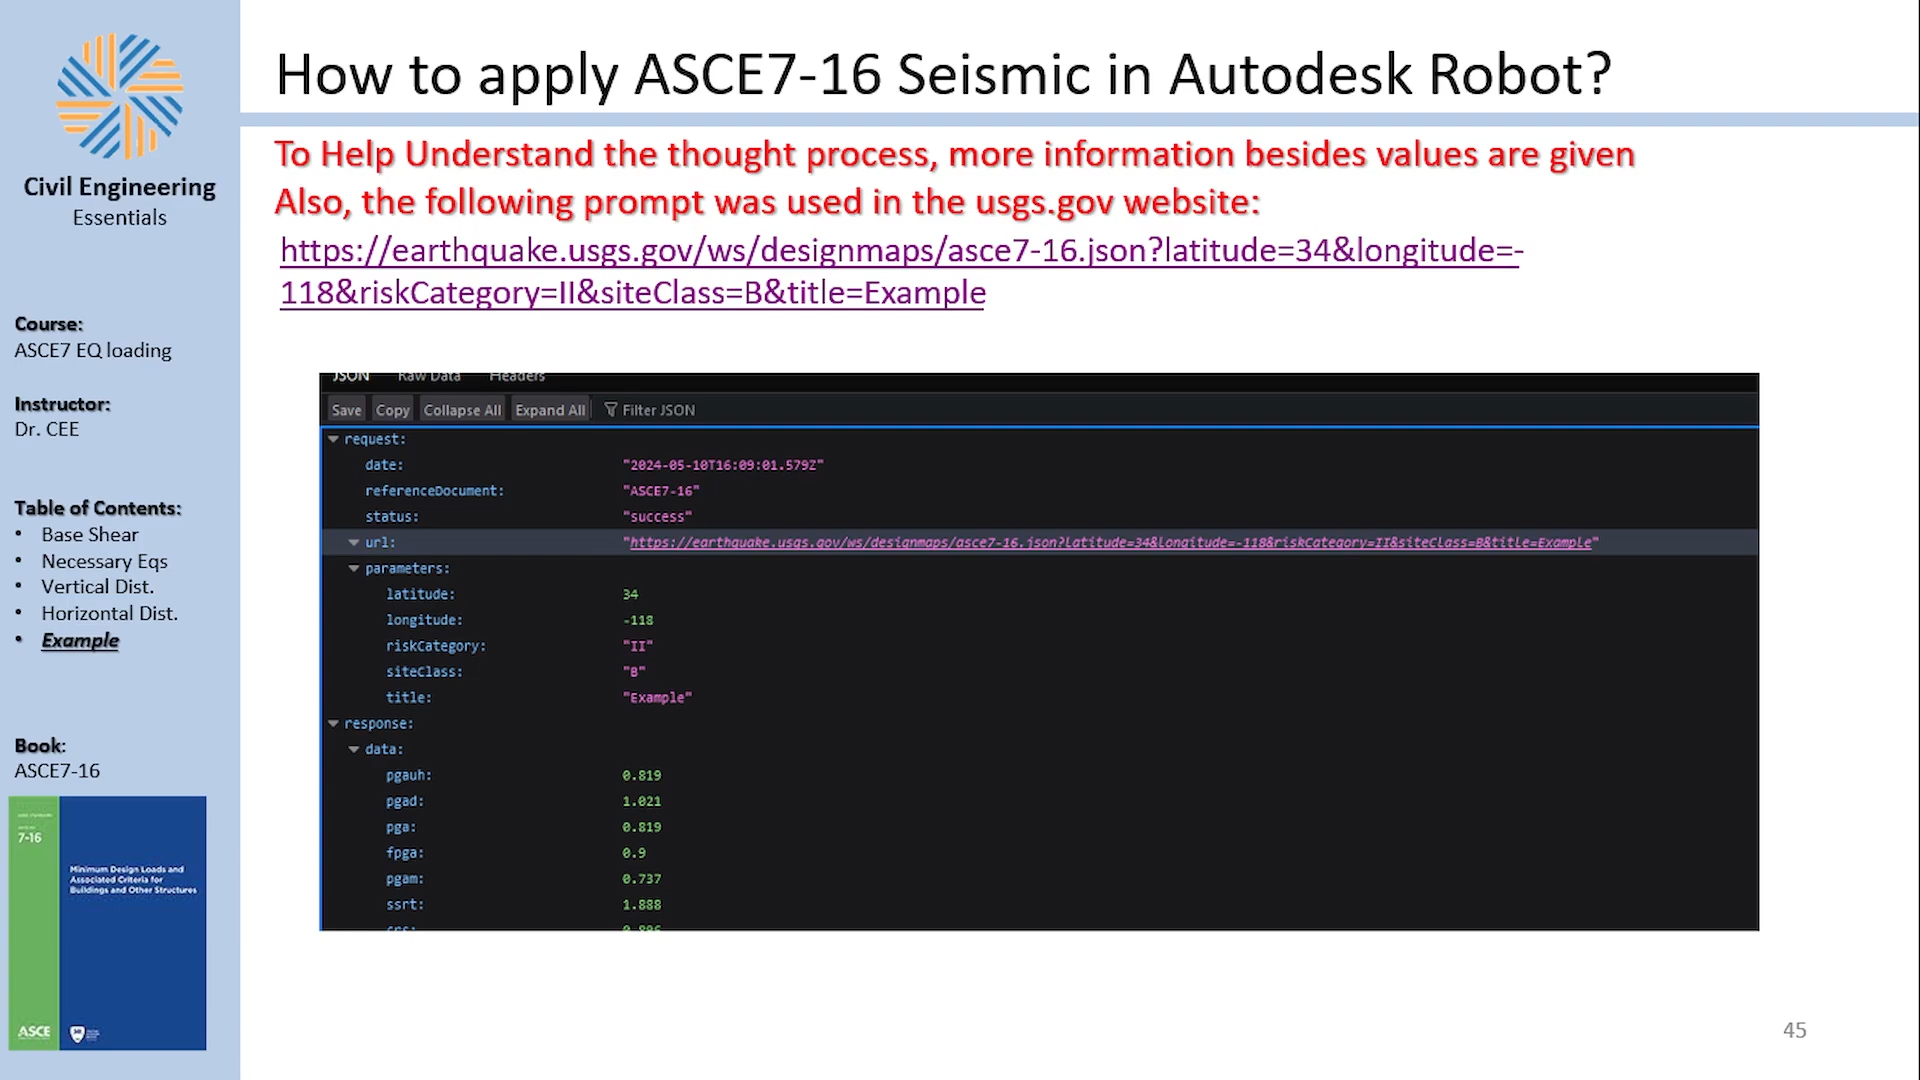 How to apply ASCE7-16 Seismic in Autodesk Robot?
Civil Engineering
Essentials
Course:
ASCE7 EQ loading
Instructor:
Dr. CEE
Table of Contents:
• Base Shear
• Necessary Eqs
• Vertical Dist.
• Horizontal Dist.
• Example
Book:
ASCE7-16
7-16
Minimum Design Loads and
Associated Criteria for
Buildings and Other Structures
ASCE
To Help Understand the thought process, more information besides values are given
Also, the following prompt was used in the usgs.gov website:
https://earthquake.usgs.gov/ws/designmaps/asce7-16.json?latitude=34&longitude=-
118&riskCategory=II&siteClass=B&title=Example
JSON Raw Data Headers
Save Copy Collapse All Expand All Filter JSON
request:
date: "2024-05-10T16:09:01.579Z"
referenceDocument: "ASCE7-16"
status: "success"
url: "https://earthquake.usgs.gov/ws/designmaps/asce7-16.json?latitude=34&longitude=-118&riskCategory=II&siteClass=B&title=Example"
parameters:
latitude: 34
longitude: -118
riskCategory: "II"
siteClass: "B"
title: "Example"
response:
data:
pgauh: 0.819
pgad: 1.021
pga: 0.819
fpga: 0.9
pgam: 0.737
ssrt: 1.888
45